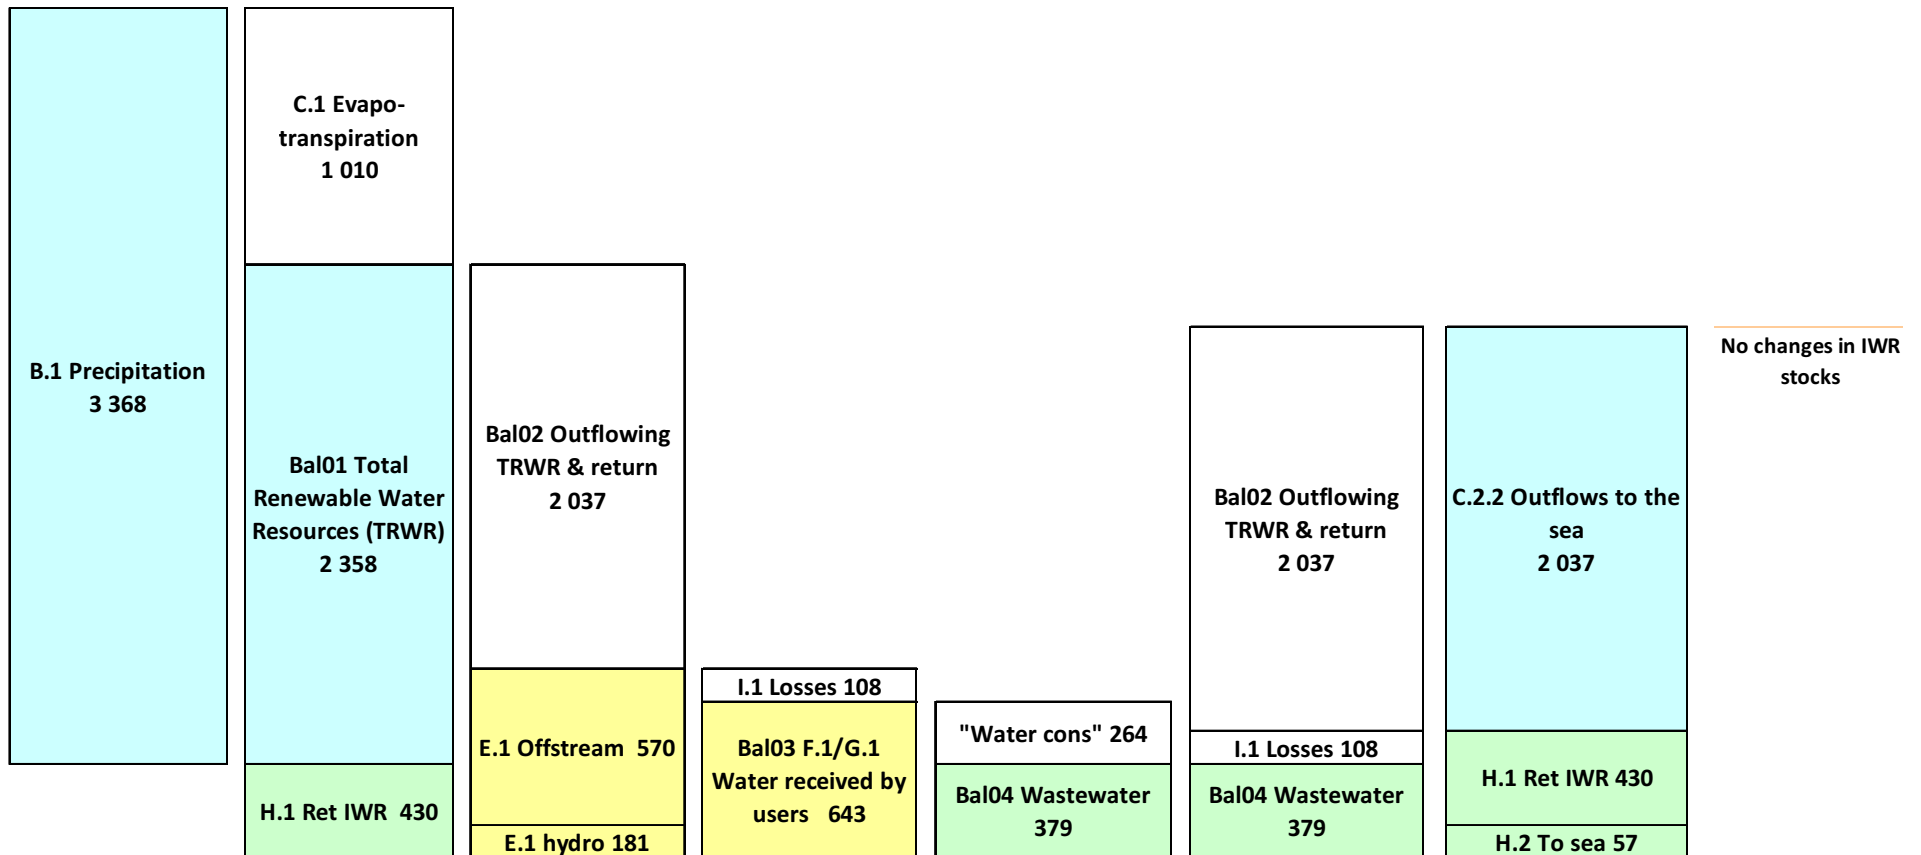 B.1 Precipitation
3 368
C.1 Evapo-
transpiration
1 010
Bal01 Total
Renewable Water
Resources (TRWR)
2 358
H.1 Ret IWR 430
Bal02 Outflowing
TRWR & return
2 037
E.1 Offstream 570
E.1 hydro 181
I.1 Losses 108
Bal03 F.1/G.1
Water received by
users 643
"Water cons" 264
Bal04 Wastewater
379
Bal02 Outflowing
TRWR & return
2 037
I.1 Losses 108
Bal04 Wastewater
379
C.2.2 Outflows to the
sea
2 037
H.1 Ret IWR 430
H.2 To sea 57
No changes in IWR
stocks